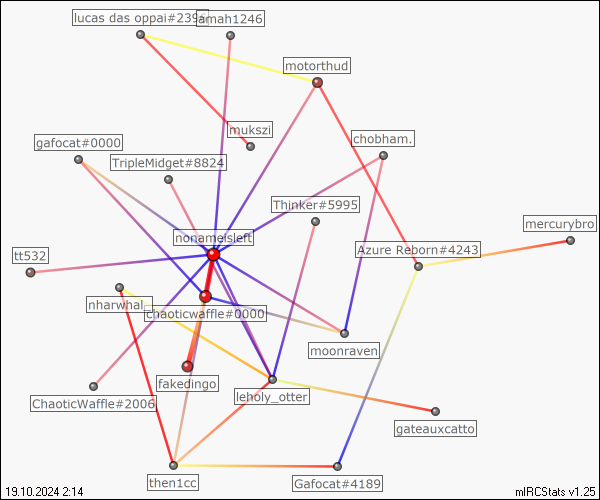 lucas das oppai#2395
amah1246
motorthud
mukszi
chobham.
gafocat#0000
TripleMidget#8824
Thinker#5995
mercurybro
nonameisleft
Azure Reborn#4243
tt532
nharwhal_
chaoticwaffle#0000
moonraven
fakedingo
leholy_otter
ChaoticWaffle#2006
gateauxcatto
then1cc
Gafocat#4189
19.10.2024 2:14
mIRCStats v1.25